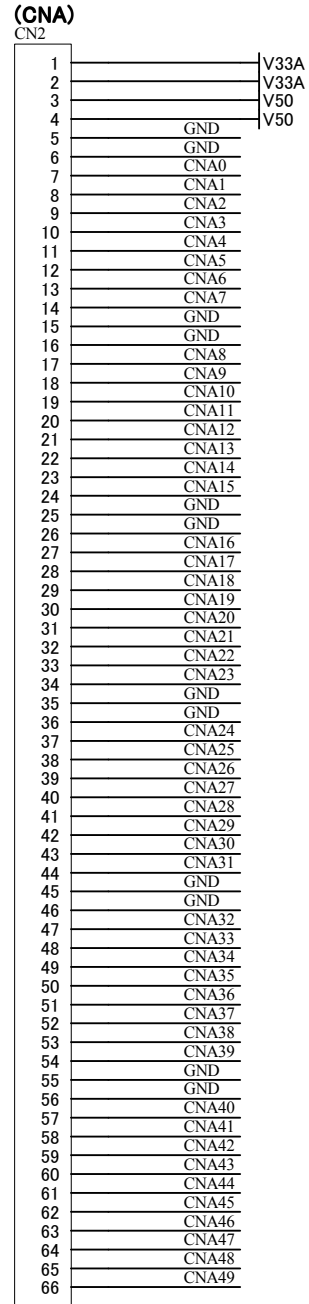 (CNA)
CN2
1 V33A
2 V33A
3 V50
4 V50
5 GND
6 GND
7 CNA0
8 CNA1
9 CNA2
10 CNA3
11 CNA4
12 CNA5
13 CNA6
14 CNA7
15 GND
16 GND
17 CNA8
18 CNA9
19 CNA10
20 CNA11
21 CNA12
22 CNA13
23 CNA14
24 CNA15
25 GND
26 GND
27 CNA16
28 CNA17
29 CNA18
30 CNA19
31 CNA20
32 CNA21
33 CNA22
34 CNA23
35 GND
36 GND
37 CNA24
38 CNA25
39 CNA26
40 CNA27
41 CNA28
42 CNA29
43 CNA30
44 CNA31
45 GND
46 GND
47 CNA32
48 CNA33
49 CNA34
50 CNA35
51 CNA36
52 CNA37
53 CNA38
54 CNA39
55 GND
56 GND
57 CNA40
58 CNA41
59 CNA42
60 CNA43
61 CNA44
62 CNA45
63 CNA46
64 CNA47
65 CNA48
66 CNA49